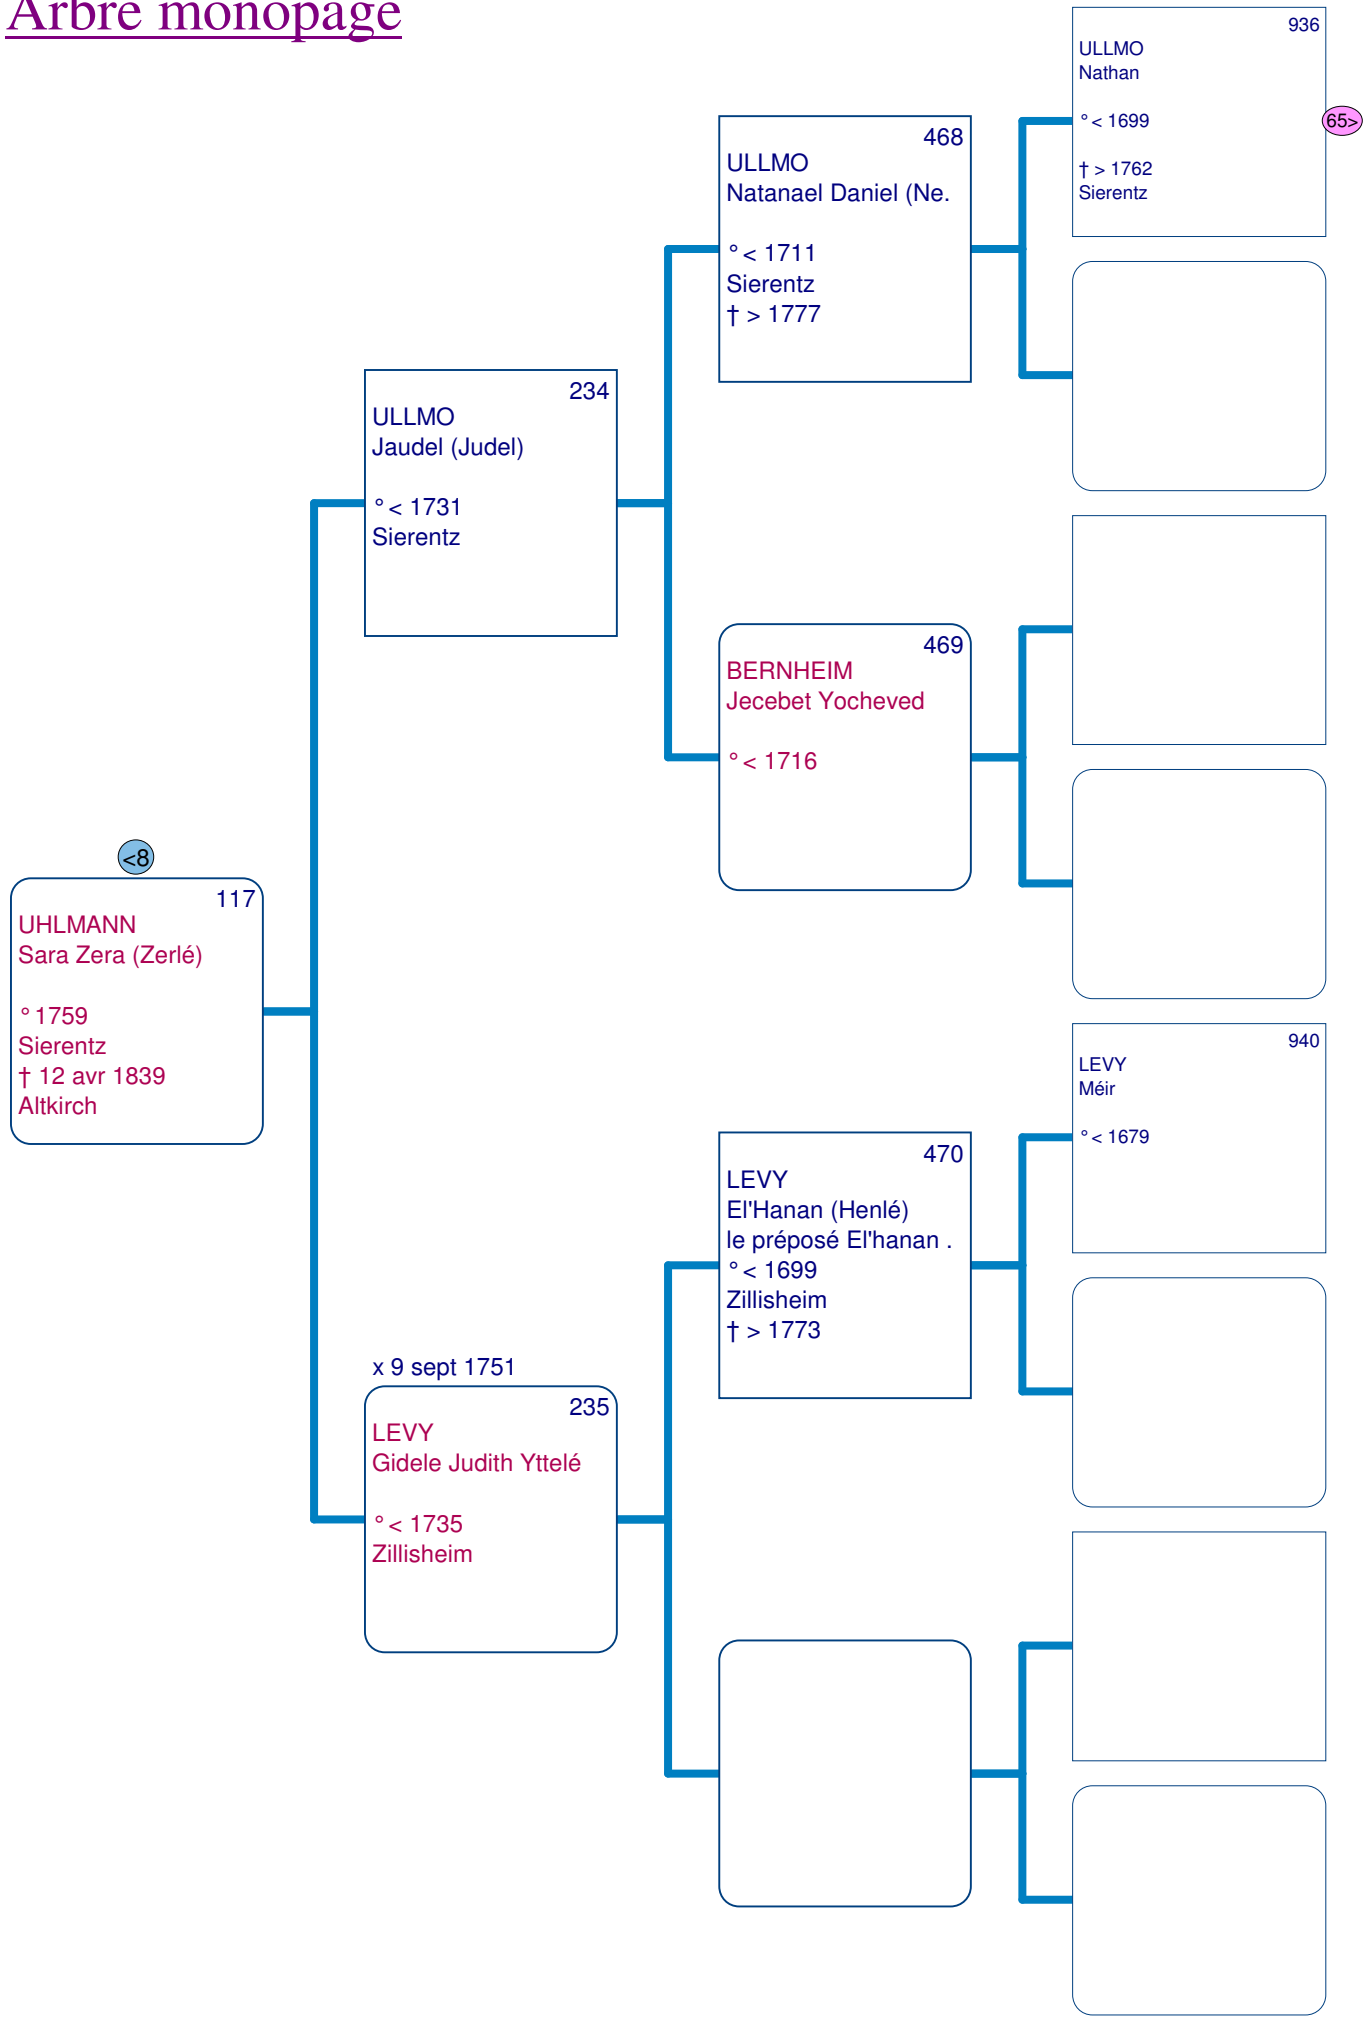 Arbre monopage
<8
117
UHLMANN
Sara Zera (Zerlé)
° 1759
Sierentz
† 12 avr 1839
Altkirch
234
ULLMO
Jaudel (Judel)
° < 1731
Sierentz
x 9 sept 1751
235
LEVY
Gidele Judith Yttelé
° < 1735
Zillisheim
468
ULLMO
Natanael Daniel (Ne.
° < 1711
Sierentz
† > 1777
469
BERNHEIM
Jecebet Yocheved
° < 1716
470
LEVY
El'Hanan (Henlé)
le préposé El'hanan .
° < 1699
Zillisheim
† > 1773
936
ULLMO
Nathan
° < 1699
† > 1762
Sierentz
65>
940
LEVY
Méir
° < 1679